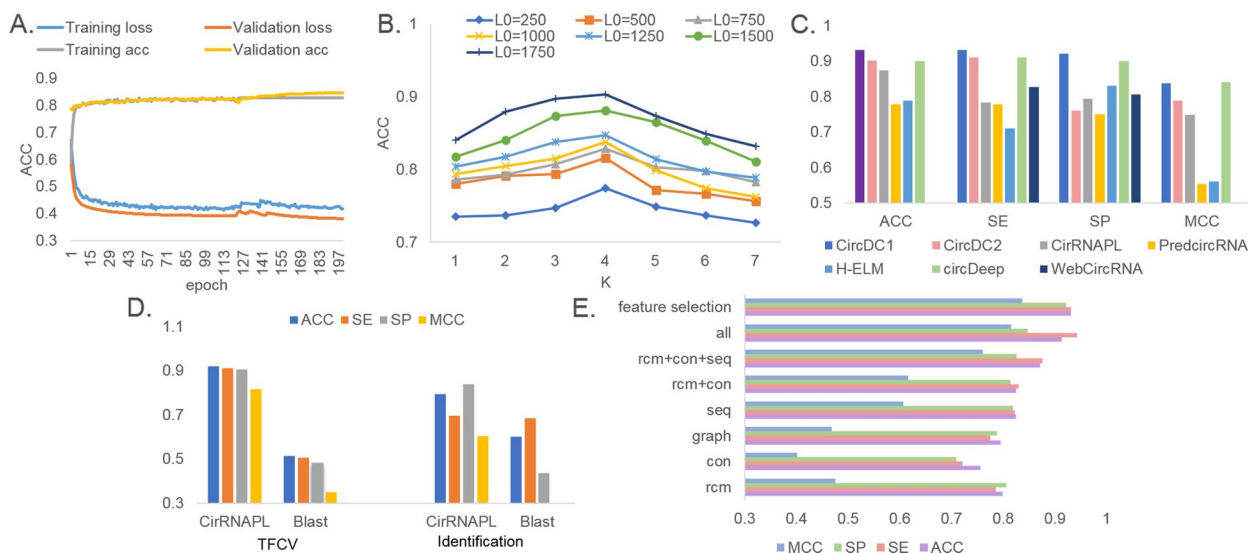 A.
Training loss
Validation loss
Training acc
Validation acc
0.9
0.8
0.7
0.6
0.5
0.4
0.3
ACC
1 15 29 43 57 71 85 99 113 127 141 155 169 183 197
epoch
B.
L0=250 L0=500 L0=750
L0=1000 L0=1250 L0=1500
L0=1750
1
0.9
0.8
0.7
ACC
1 2 3 4 5 6 7
K
C.
1
0.9
0.8
0.7
0.6
0.5
ACC SE SP MCC
CircDC1 CircDC2 CirRNAPL PredcircRNA
H-ELM circDeep WebCircRNA
D.
ACC SE SP MCC
1.1
0.9
0.7
0.5
0.3
CirRNAPL Blast CirRNAPL Blast
TFCV Identification
E.
feature selection
all
rcm+con+seq
rcm+con
seq
graph
con
rcm
0.3 0.4 0.5 0.6 0.7 0.8 0.9 1
MCC SP SE ACC